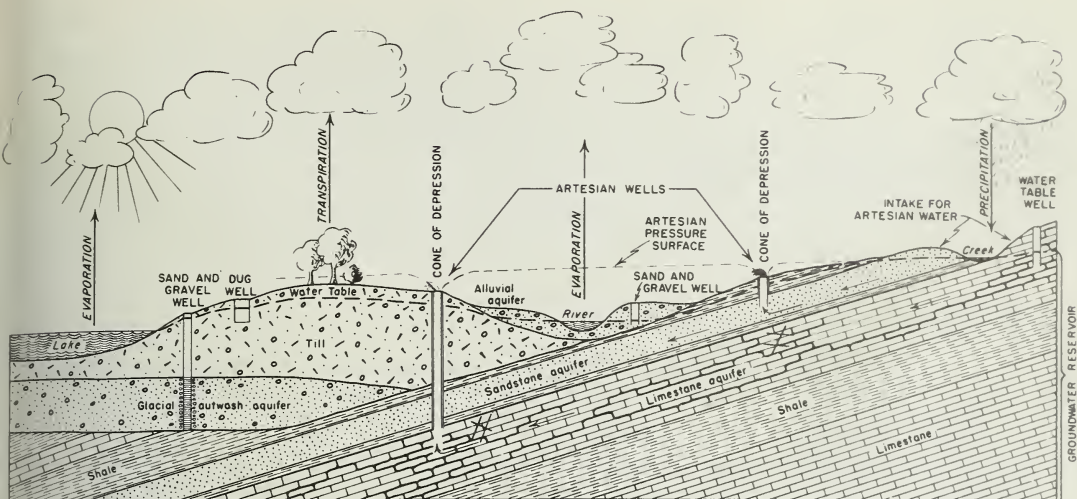 EVAPORATION
TRANSPIRATION
CONE OF DEPRESSION
ARTESIAN WELLS
EVAPORATION
ARTESIAN
PRESSURE
SURFACE
CONE OF DEPRESSION
INTAKE FOR
ARTESIAN WATER
PRECIPITATION
WATER
TABLE
WELL
Creek
SAND AND
GRAVEL
WELL
DUG
WELL
Water Table
Alluvial
aquifer
River
SAND AND
GRAVEL WELL
Lake
Till
Glacial outwash aquifer
Sandstone aquifer
Limestone aquifer
Shale
Shale
Limestone
GROUNDWATER RESERVOIR